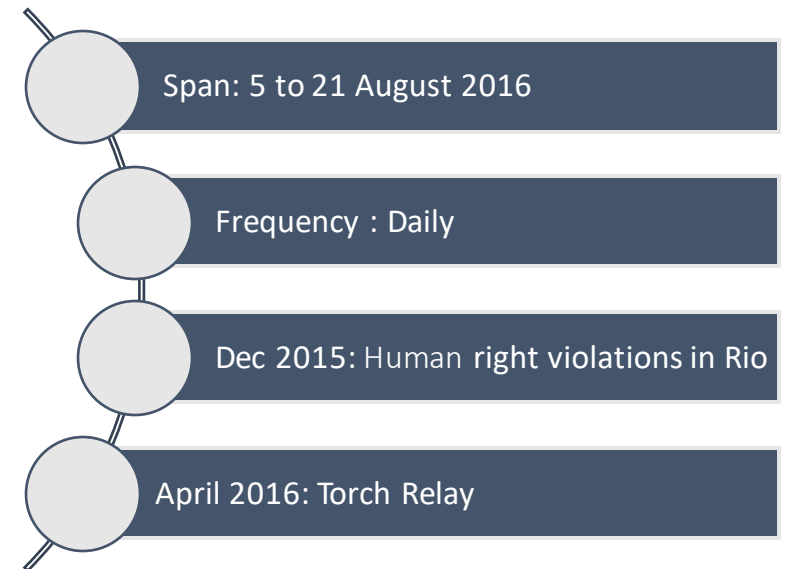 Span: 5 to 21 August 2016
Frequency : Daily
Dec 2015: Human right violations in Rio
April 2016: Torch Relay